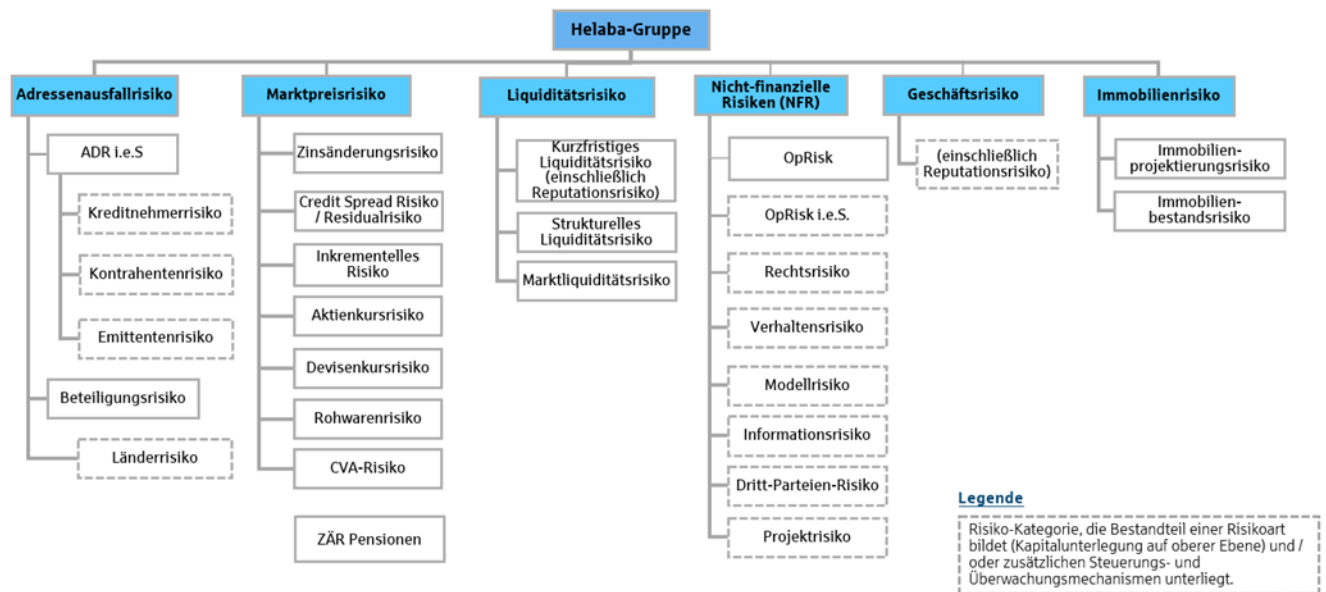 Helaba-Gruppe
Adressenausfallrisiko
ADR i.e.S
Kreditnehmerrisiko
Kontrahentenrisiko
Emittentenrisiko
Beteiligungsrisiko
Länderrisiko
Marktpreisrisiko
Zinsänderungsrisiko
Credit Spread Risiko
/ Residualrisiko
Inkrementelles
Risiko
Aktienkursrisiko
Devisenkursrisiko
Rohwarenrisiko
CVA-Risiko
ZÄR Pensionen
Liquiditätsrisiko
Kurzfristiges
Liquiditätsrisiko
(einschließlich
Reputationsrisiko)
Strukturelles
Liquiditätsrisiko
Marktliquiditätsrisiko
Nicht-finanzielle
Risiken (NFR)
OpRisk
OpRisk i.e.S.
Rechtsrisiko
Verhaltensrisiko
Modellrisiko
Informationsrisiko
Dritt-Parteien-Risiko
Projektrisiko
Geschäftsrisiko
(einschließlich
Reputationsrisiko)
Immobilienrisiko
Immobilien-
projektierungsrisiko
Immobilien-
bestandsrisiko
Legende
Risiko-Kategorie, die Bestandteil einer Risikoart
bildet (Kapitalunterlegung auf oberer Ebene) und /
oder zusätzlichen Steuerungs- und
Überwachungsmechanismen unterliegt.